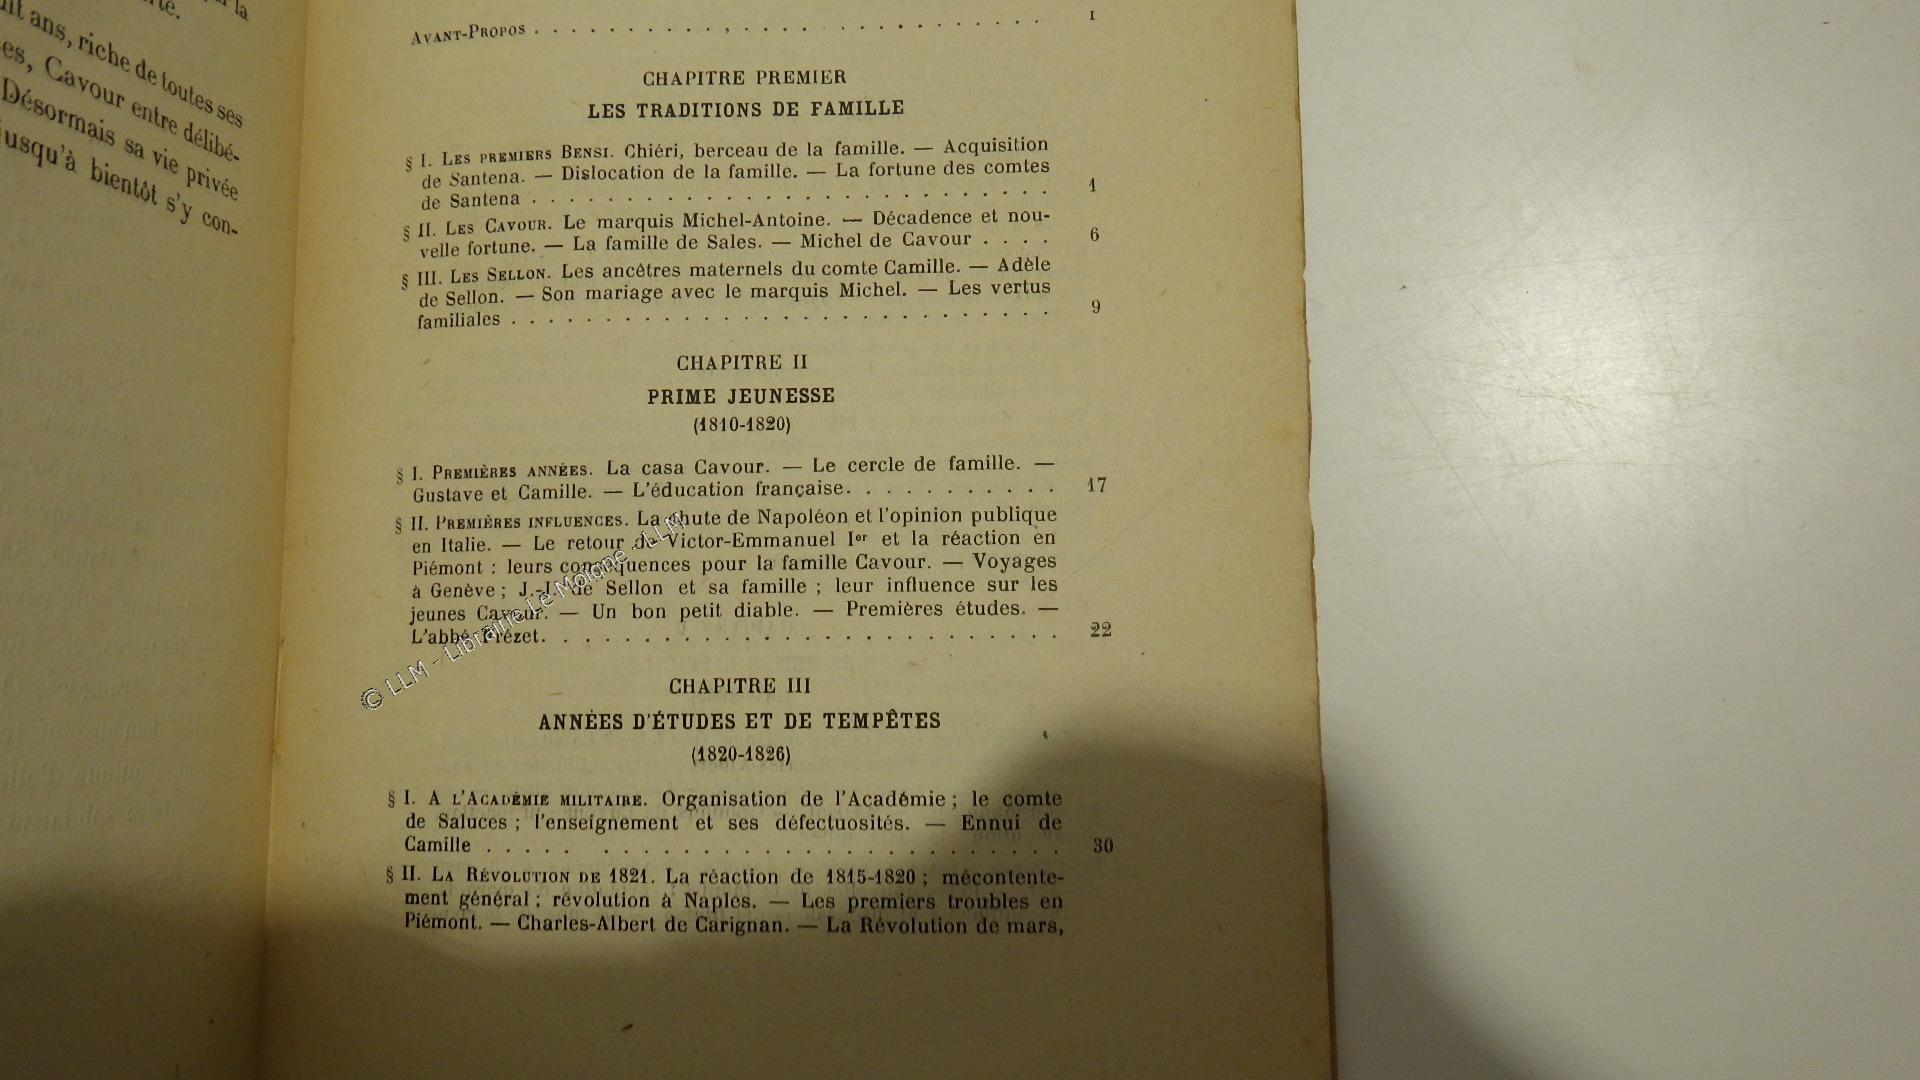 la
rté.
ans, riche de toutes ses
es, Cavour entre délibé-
Désormais sa vie privée
jusqu'à bientôt s'y con-
Avant-Propos . . . . . . . . . . . . . . . . . . . . . . . . I
CHAPITRE PREMIER
LES TRADITIONS DE FAMILLE
§ I. Les premiers Bensi. Chiéri, berceau de la famille. — Acquisition
de Santena. — Dislocation de la famille. — La fortune des comtes
de Santena . . . . . . . . . . . . . . . . . . . . . . . . 1
§ II. Les Cavour. Le marquis Michel-Antoine. — Décadence et nou-
velle fortune. — La famille de Sales. — Michel de Cavour . . . . 6
§ III. Les Sellon. Les ancêtres maternels du comte Camille. — Adèle
de Sellon. — Son mariage avec le marquis Michel. — Les vertus
familiales . . . . . . . . . . . . . . . . . . . . . . . . 9
CHAPITRE II
PRIME JEUNESSE
(1810-1820)
§ I. Premières années. La casa Cavour. — Le cercle de famille. —
Gustave et Camille. — L'éducation française. . . . . . . . . . . 17
§ II. Premières influences. La chute de Napoléon et l'opinion publique
en Italie. — Le retour de Victor-Emmanuel Ier et la réaction en
Piémont : leurs conséquences pour la famille Cavour. — Voyages
à Genève ; J.-J. de Sellon et sa famille ; leur influence sur les
jeunes Cavour. — Un bon petit diable. — Premières études. —
L'abbé Frézet. . . . . . . . . . . . . . . . . . . . . . . 22
© LLM - Librairie Le Moigne - LLM
CHAPITRE III
ANNÉES D'ÉTUDES ET DE TEMPÊTES
(1820-1826)
§ I. A l'Académie militaire. Organisation de l'Académie ; le comte
de Saluces ; l'enseignement et ses défectuosités. — Ennui de
Camille . . . . . . . . . . . . . . . . . . . . . . . . 30
§ II. La Révolution de 1821. La réaction de 1815-1820 ; mécontente-
ment général ; révolution à Naples. — Les premiers troubles en
Piémont. — Charles-Albert de Carignan. — La Révolution de mars,